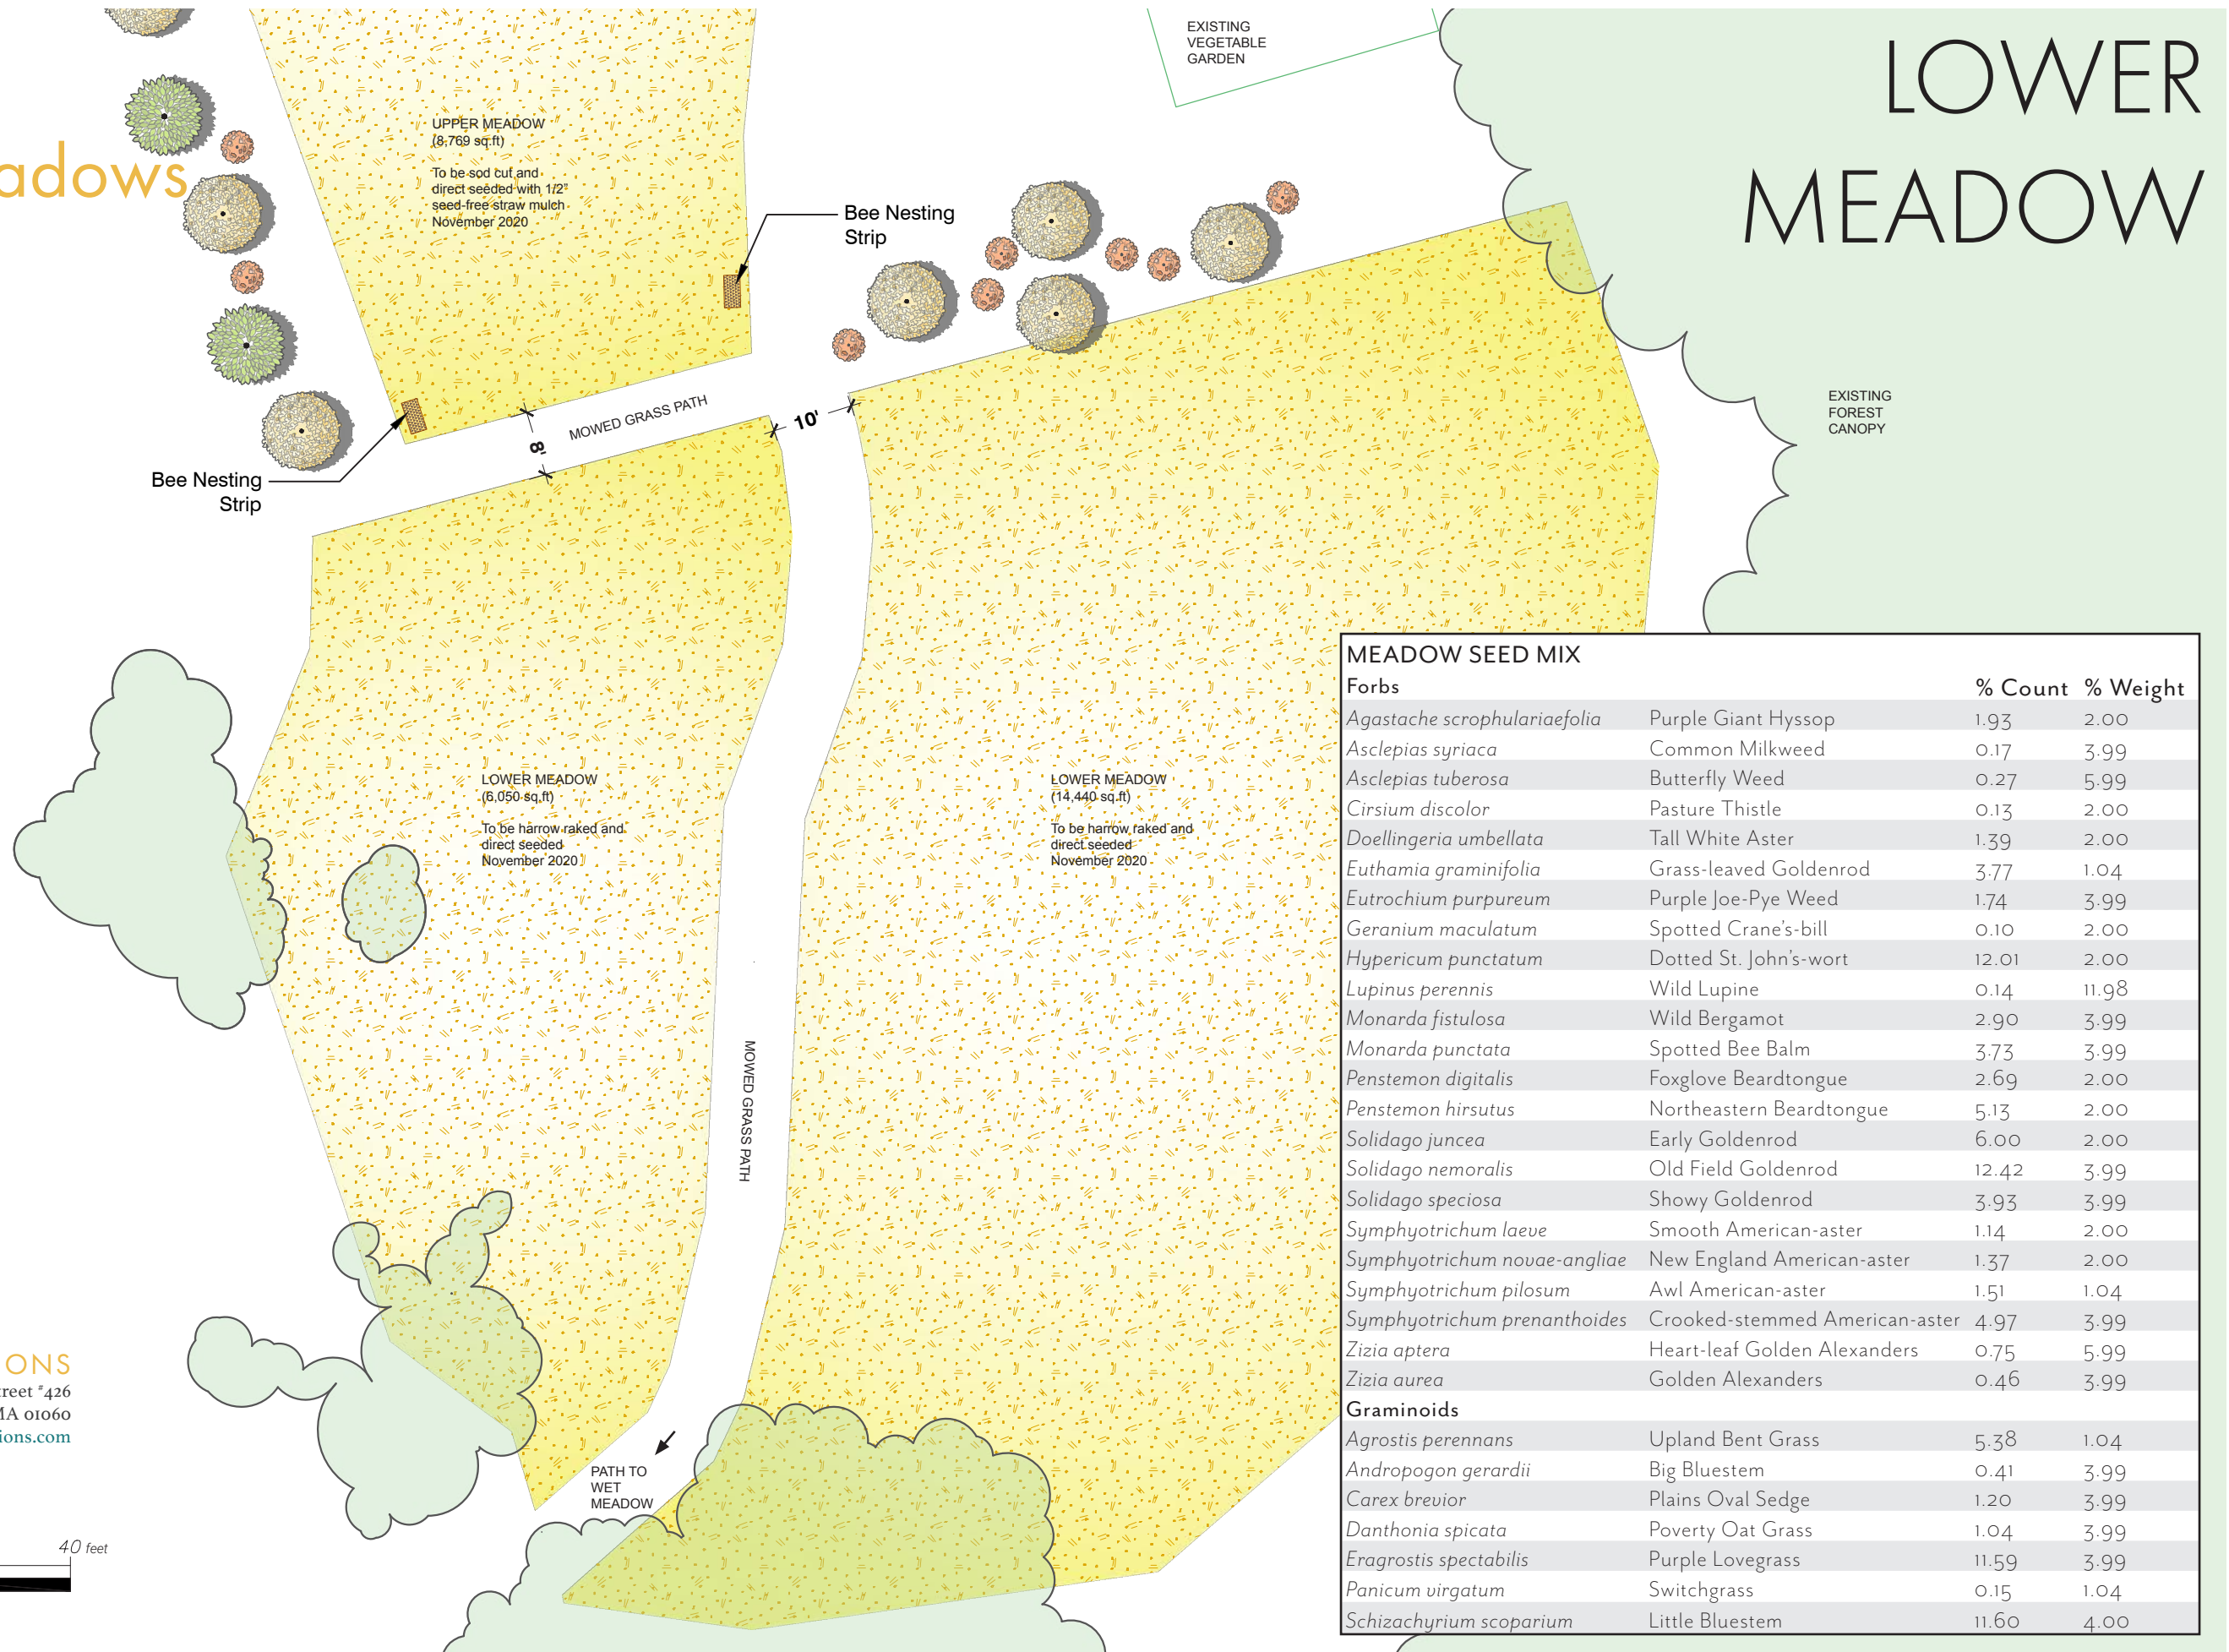 LOWER
MEADOW
adows
EXISTING
VEGETABLE
GARDEN
UPPER MEADOW
(8,769 sq.ft)
To be sod cut and
direct seeded with 1/2"
seed-free straw mulch
November 2020
Bee Nesting
Strip
Bee Nesting
Strip
MOWED GRASS PATH
8'
10'
EXISTING
FOREST
CANOPY
LOWER MEADOW
(6,050 sq.ft)
To be harrow raked and
direct seeded
November 2020
LOWER MEADOW
(14,440 sq.ft)
To be harrow raked and
direct seeded
November 2020
MOWED GRASS PATH
PATH TO
WET
MEADOW
ONS
treet #426
MA 01060
ions.com
40 feet
MEADOW SEED MIX
Forbs % Count % Weight
Agastache scrophulariaefolia Purple Giant Hyssop 1.93 2.00
Asclepias syriaca Common Milkweed 0.17 3.99
Asclepias tuberosa Butterfly Weed 0.27 5.99
Cirsium discolor Pasture Thistle 0.13 2.00
Doellingeria umbellata Tall White Aster 1.39 2.00
Euthamia graminifolia Grass-leaved Goldenrod 3.77 1.04
Eutrochium purpureum Purple Joe-Pye Weed 1.74 3.99
Geranium maculatum Spotted Crane's-bill 0.10 2.00
Hypericum punctatum Dotted St. John's-wort 12.01 2.00
Lupinus perennis Wild Lupine 0.14 11.98
Monarda fistulosa Wild Bergamot 2.90 3.99
Monarda punctata Spotted Bee Balm 3.73 3.99
Penstemon digitalis Foxglove Beardtongue 2.69 2.00
Penstemon hirsutus Northeastern Beardtongue 5.13 2.00
Solidago juncea Early Goldenrod 6.00 2.00
Solidago nemoralis Old Field Goldenrod 12.42 3.99
Solidago speciosa Showy Goldenrod 3.93 3.99
Symphyotrichum laeve Smooth American-aster 1.14 2.00
Symphyotrichum novae-angliae New England American-aster 1.37 2.00
Symphyotrichum pilosum Awl American-aster 1.51 1.04
Symphyotrichum prenanthoides Crooked-stemmed American-aster 4.97 3.99
Zizia aptera Heart-leaf Golden Alexanders 0.75 5.99
Zizia aurea Golden Alexanders 0.46 3.99
Graminoids
Agrostis perennans Upland Bent Grass 5.38 1.04
Andropogon gerardii Big Bluestem 0.41 3.99
Carex brevior Plains Oval Sedge 1.20 3.99
Danthonia spicata Poverty Oat Grass 1.04 3.99
Eragrostis spectabilis Purple Lovegrass 11.59 3.99
Panicum virgatum Switchgrass 0.15 1.04
Schizachyrium scoparium Little Bluestem 11.60 4.00